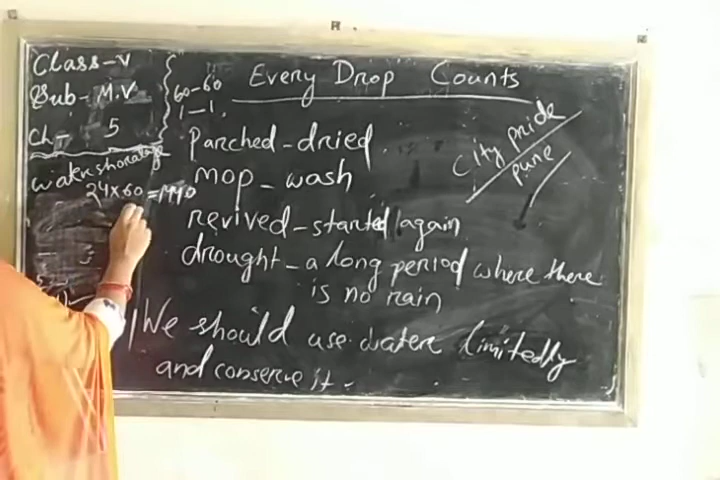 Class-V
Sub- M.V
Ch- 5
60-60
1-1
Every Drop Counts
Water shortage
24×60=1440
Parched-dried
mop-wash
revived-started again
drought-a long period where there
is no rain
City pride
pune
We should use water limitedly
and conserve it-